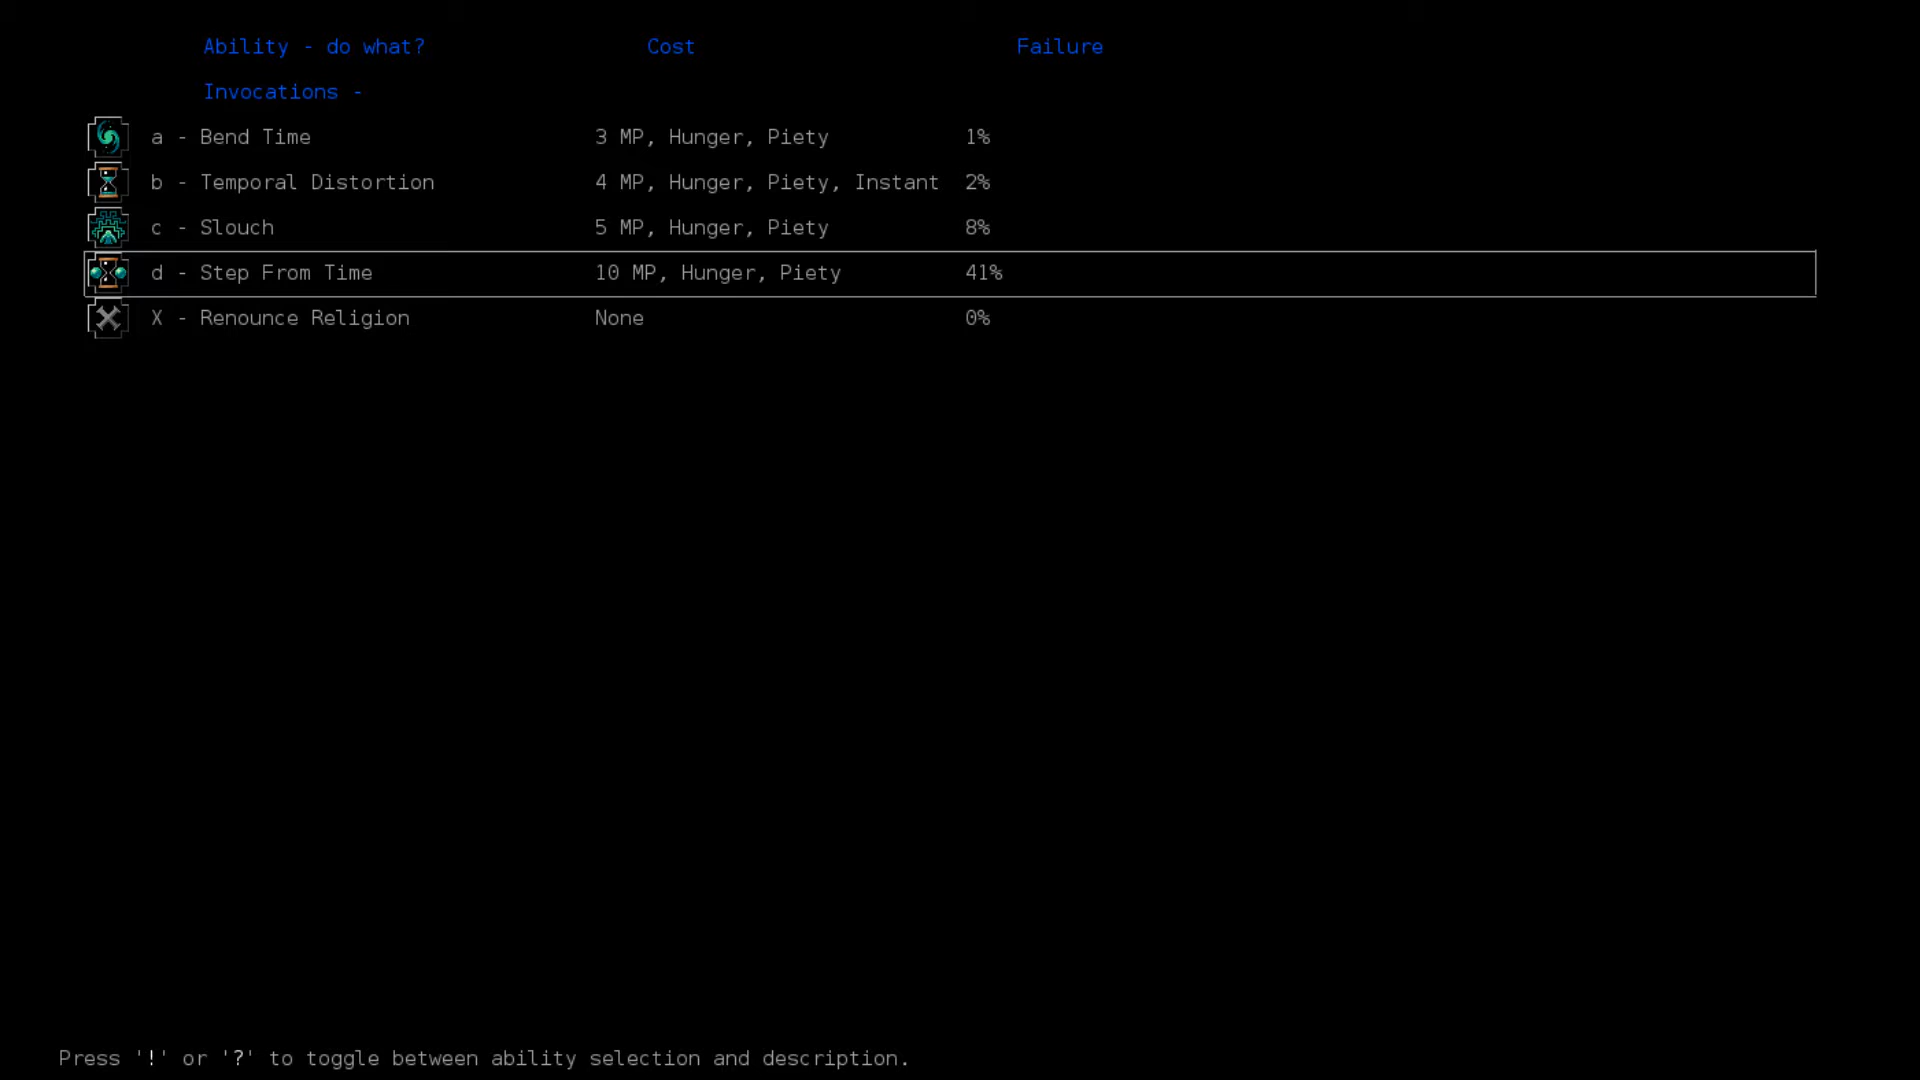 Ability - do what? Cost Failure
Invocations -
a - Bend Time 3 MP, Hunger, Piety 1%
b - Temporal Distortion 4 MP, Hunger, Piety, Instant 2%
c - Slouch 5 MP, Hunger, Piety 8%
d - Step From Time 10 MP, Hunger, Piety 41%
X - Renounce Religion None 0%
Press '!' or '?' to toggle between ability selection and description.